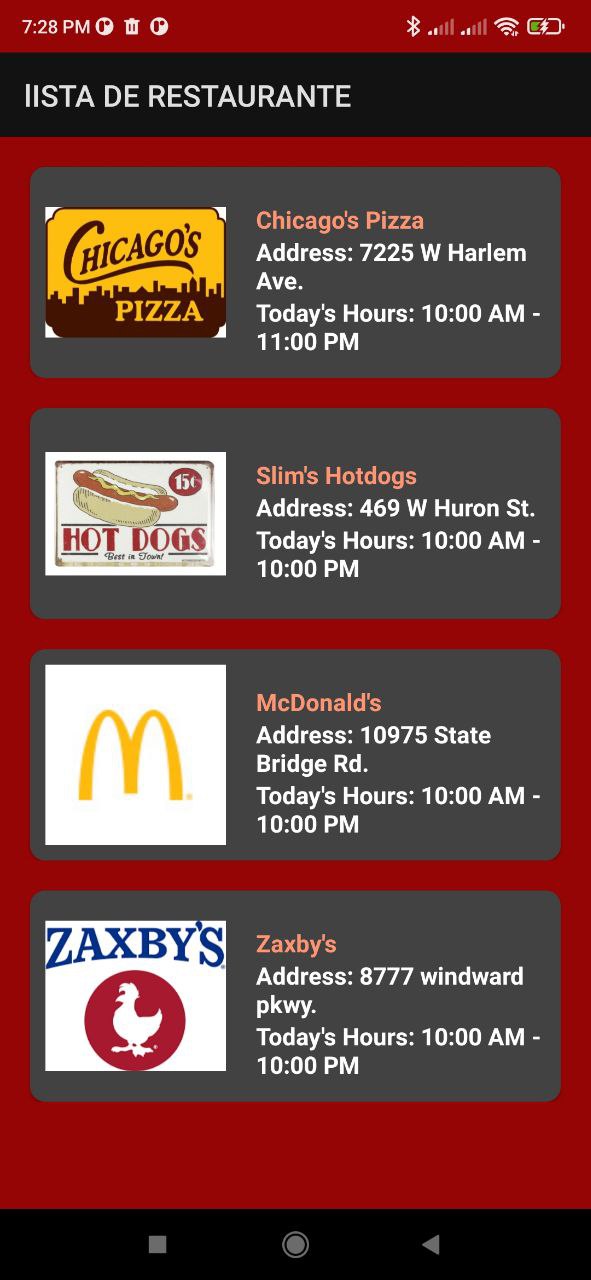 7:28 PM
lISTA DE RESTAURANTE
CHICAGO'S
PIZZA
Chicago's Pizza
Address: 7225 W Harlem
Ave.
Today's Hours: 10:00 AM -
11:00 PM
15¢
HOT DOGS
Best in Town!
Slim's Hotdogs
Address: 469 W Huron St.
Today's Hours: 10:00 AM -
10:00 PM
McDonald's
Address: 10975 State
Bridge Rd.
Today's Hours: 10:00 AM -
10:00 PM
ZAXBY'S
Zaxby's
Address: 8777 windward
pkwy.
Today's Hours: 10:00 AM -
10:00 PM